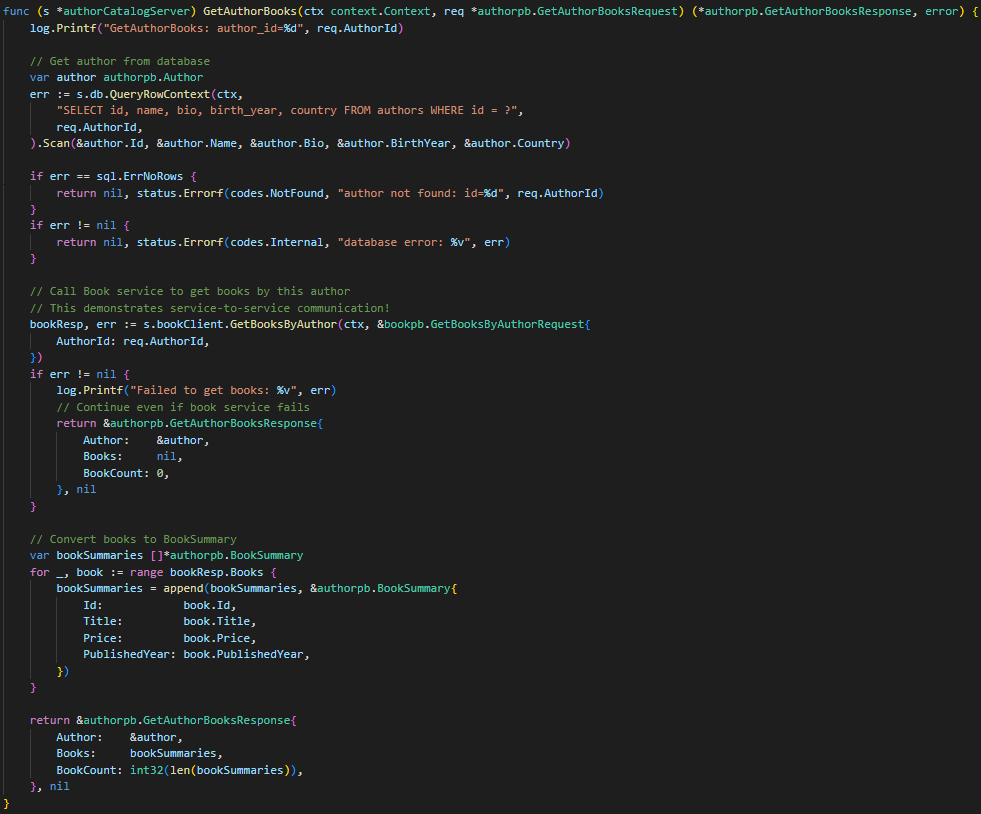 func (s *authorCatalogServer) GetAuthorBooks(ctx context.Context, req *authorpb.GetAuthorBooksRequest) (*authorpb.GetAuthorBooksResponse, error) {
    log.Printf("GetAuthorBooks: author_id=%d", req.AuthorId)

    // Get author from database
    var author authorpb.Author
    err := s.db.QueryRowContext(ctx,
        "SELECT id, name, bio, birth_year, country FROM authors WHERE id = ?",
        req.AuthorId,
    ).Scan(&author.Id, &author.Name, &author.Bio, &author.BirthYear, &author.Country)

    if err == sql.ErrNoRows {
        return nil, status.Errorf(codes.NotFound, "author not found: id=%d", req.AuthorId)
    }
    if err != nil {
        return nil, status.Errorf(codes.Internal, "database error: %v", err)
    }

    // Call Book service to get books by this author
    // This demonstrates service-to-service communication!
    bookResp, err := s.bookClient.GetBooksByAuthor(ctx, &bookpb.GetBooksByAuthorRequest{
        AuthorId: req.AuthorId,
    })
    if err != nil {
        log.Printf("Failed to get books: %v", err)
        // Continue even if book service fails
        return &authorpb.GetAuthorBooksResponse{
            Author:    &author,
            Books:     nil,
            BookCount: 0,
        }, nil
    }

    // Convert books to BookSummary
    var bookSummaries []*authorpb.BookSummary
    for _, book := range bookResp.Books {
        bookSummaries = append(bookSummaries, &authorpb.BookSummary{
            Id:            book.Id,
            Title:         book.Title,
            Price:         book.Price,
            PublishedYear: book.PublishedYear,
        })
    }

    return &authorpb.GetAuthorBooksResponse{
        Author:    &author,
        Books:     bookSummaries,
        BookCount: int32(len(bookSummaries)),
    }, nil
}